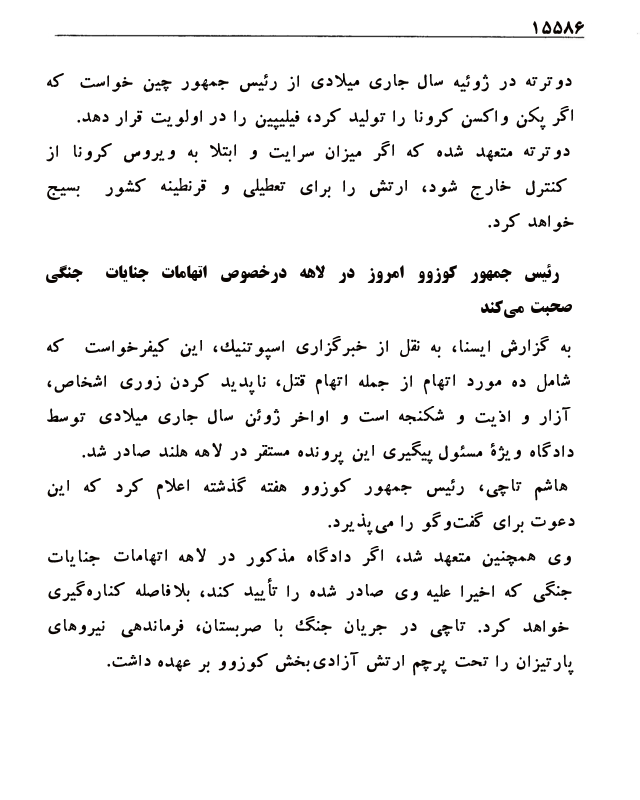 ۱۵۵۸۶
دوترته در ژوئیه سال جاری میلادی از رئیس جمهور چین خواست که
اگر پکن واکسن کرونا را تولید کرد، فیلیپین را در اولویت قرار دهد.
دوترته متعهد شده که اگر میزان سرایت و ابتلا به ویروس کرونا از
کنترل خارج شود، ارتش را برای تعطیلی و قرنطینه کشور بسیج
خواهد کرد.
رئیس جمهور کوزوو امروز در لاهه درخصوص اتهامات جنایات جنگی
صحبت می‌کند
به گزارش ایسنا، به نقل از خبرگزاری اسپوتنیك، این کیفرخواست که
شامل ده مورد اتهام از جمله اتهام قتل، ناپدید کردن زوری اشخاص،
آزار و اذیت و شکنجه است و اواخر ژوئن سال جاری میلادی توسط
دادگاه ویژهٔ مسئول پیگیری این پرونده مستقر در لاهه هلند صادر شد.
هاشم تاچی، رئیس جمهور کوزوو هفته گذشته اعلام کرد که این
دعوت برای گفت‌وگو را می‌پذیرد.
وی همچنین متعهد شد، اگر دادگاه مذکور در لاهه اتهامات جنایات
جنگی که اخیرا علیه وی صادر شده را تأیید کند، بلافاصله کناره‌گیری
خواهد کرد. تاچی در جریان جنگ با صربستان، فرماندهی نیروهای
پارتیزان را تحت پرچم ارتش آزادی‌بخش کوزوو بر عهده داشت.